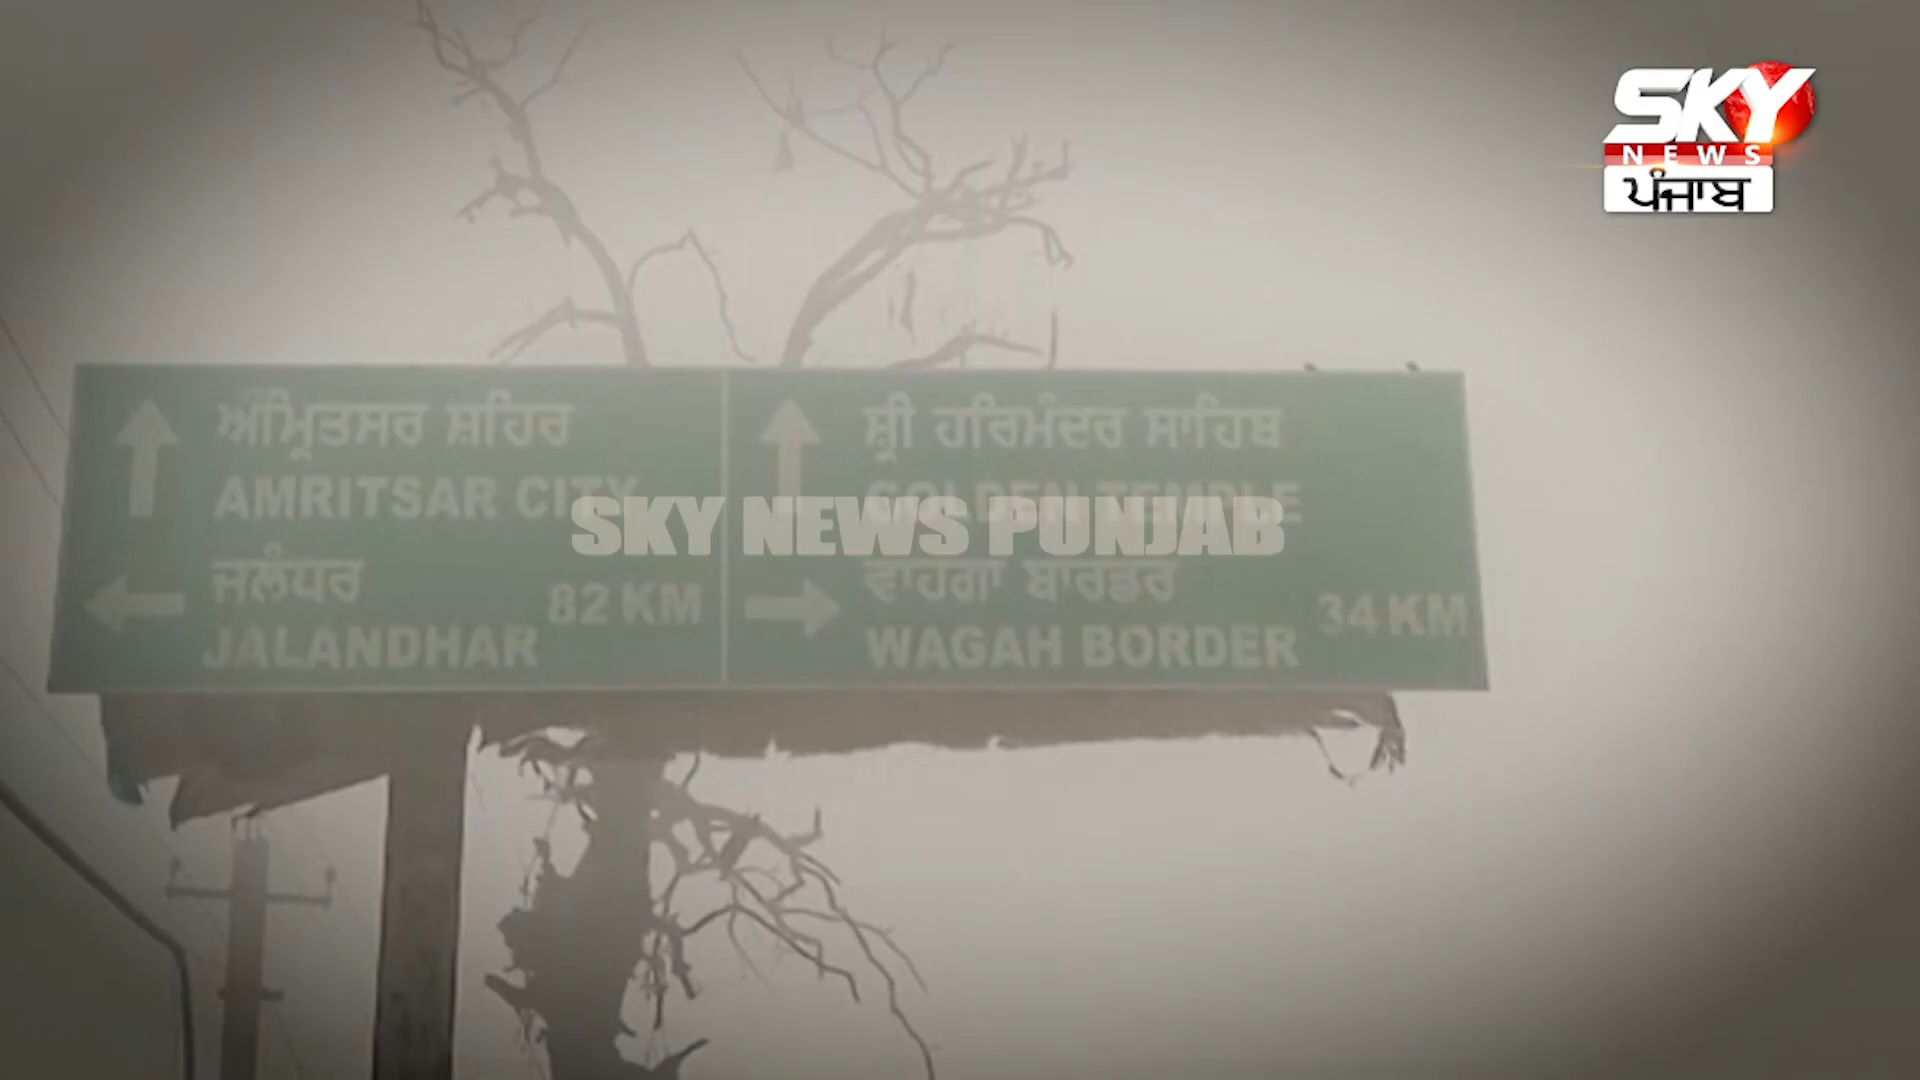 SKY
NEWS
ਪੰਜਾਬ
ਅੰਮ੍ਰਿਤਸਰ ਸ਼ਹਿਰ
AMRITSAR CITY
ਜਲੰਧਰ
82 KM
JALANDHAR
ਸ਼੍ਰੀ ਹਰਿਮੰਦਰ ਸਾਹਿਬ
GOLDEN TEMPLE
ਵਾਹਗਾ ਬਾਰਡਰ
34 KM
WAGAH BORDER
SKY NEWS PUNJAB